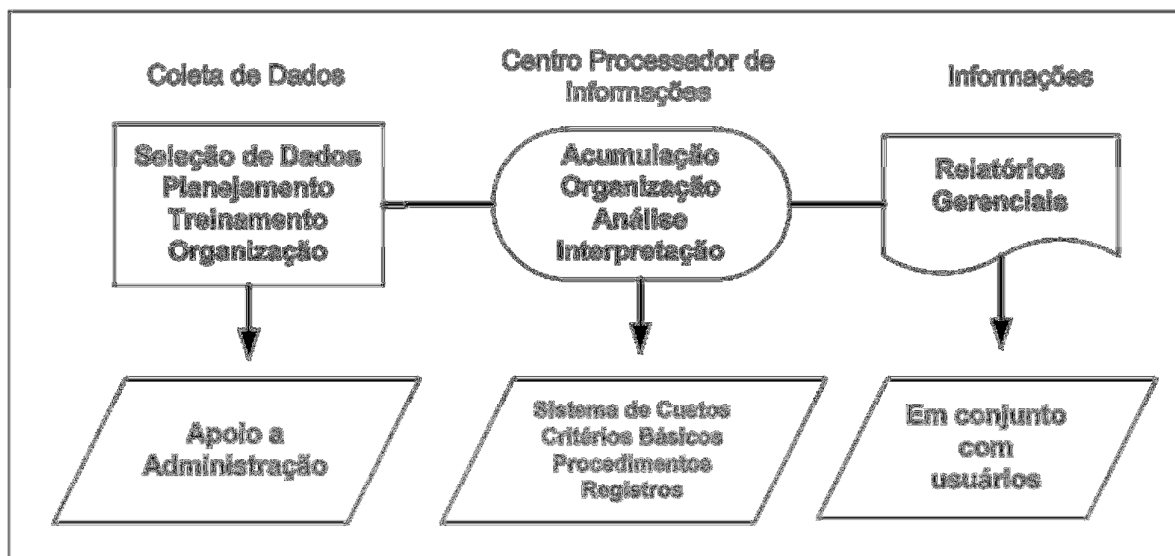 Coleta de Dados
Centro Processador de
Informações
Informações
Seleção de Dados
Planejamento
Treinamento
Organização
Acumulação
Organização
Análise
Interpretação
Relatórios
Gerenciais
Apoio a
Administração
Sistema de Custos
Critérios Básicos
Procedimentos
Registros
Em conjunto
com
usuários